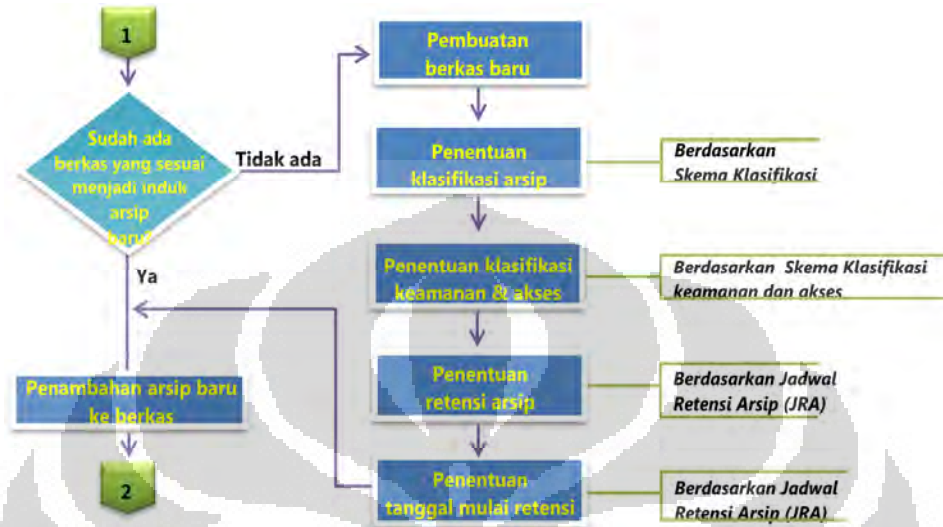 1
Sudah ada
berkas yang sesuai
menjadi induk
arsip
baru?
Tidak ada
Ya
Pembuatan
berkas baru
Penentuan
klasifikasi arsip
Berdasarkan
Skema Klasifikasi
Penentuan klasifikasi
keamanan & akses
Berdasarkan Skema Klasifikasi
keamanan dan akses
Penentuan
retensi arsip
Berdasarkan Jadwal
Retensi Arsip (JRA)
Penentuan
tanggal mulai retensi
Berdasarkan Jadwal
Retensi Arsip (JRA)
Penambahan arsip baru
ke berkas
2